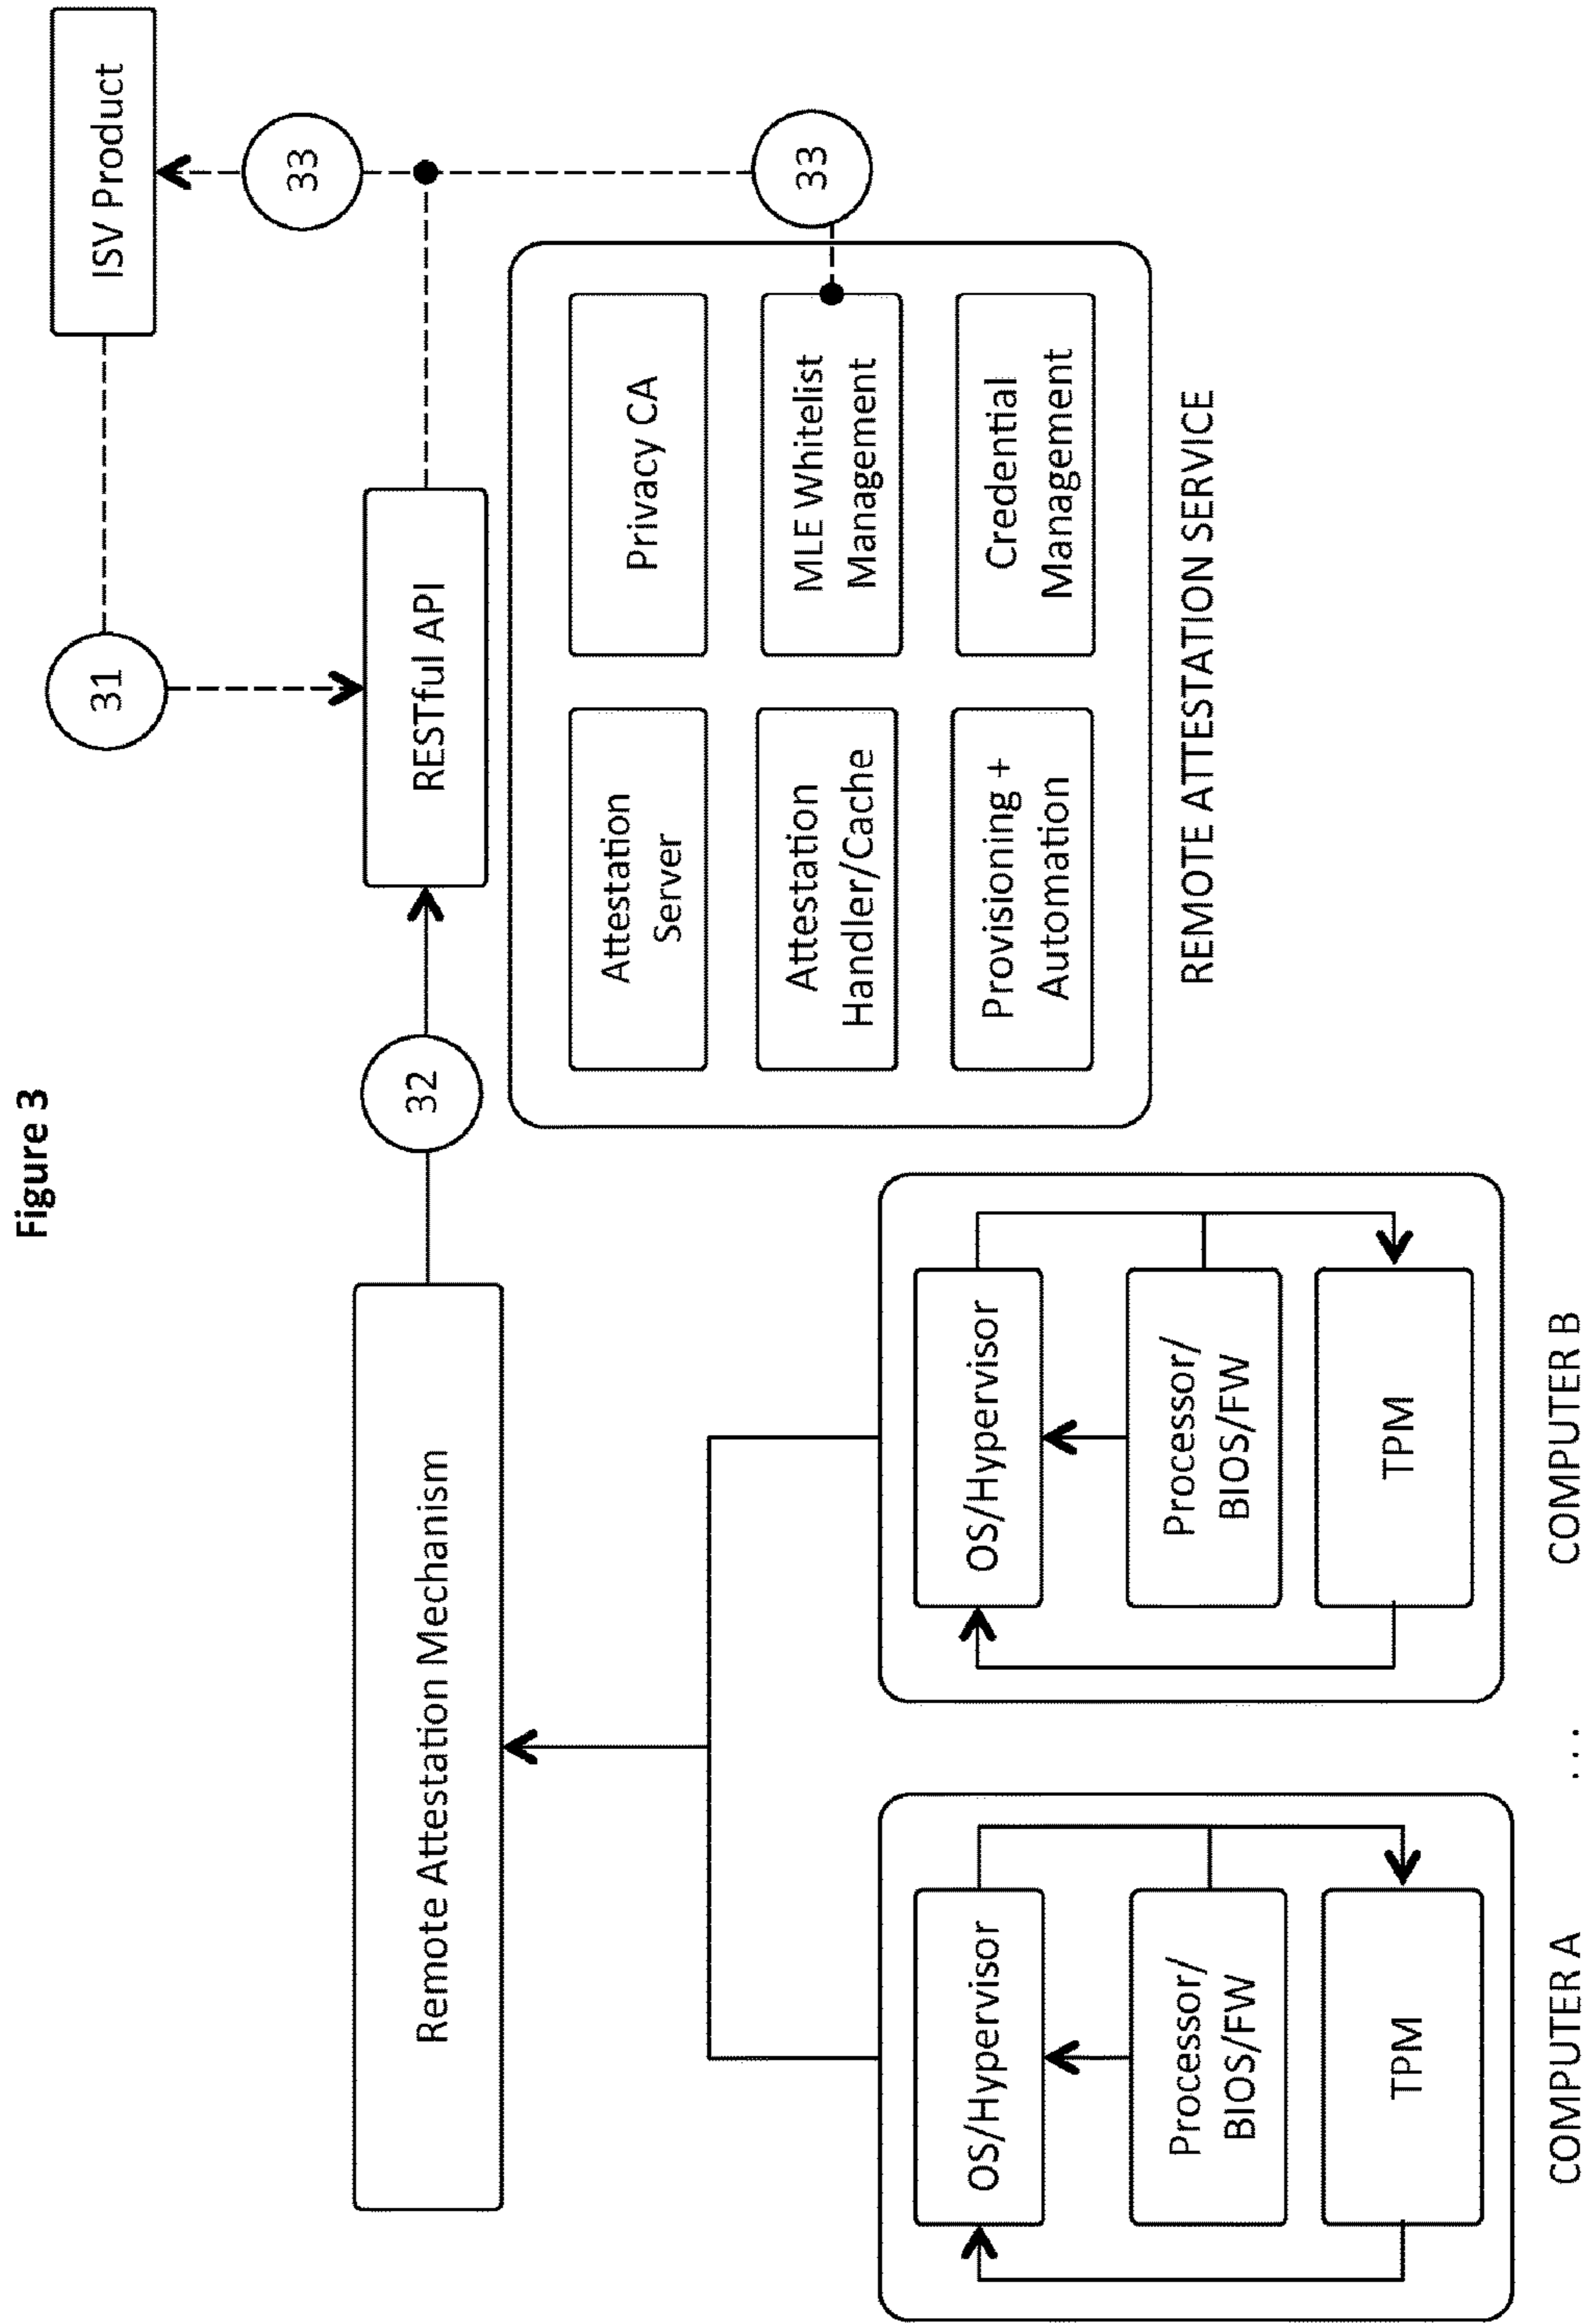 Figure 3
ISV Product
31
33
Remote Attestation Mechanism
32
RESTful API
33
Attestation
Server
Privacy CA
Attestation
Handler/Cache
MLE Whitelist
Management
Provisioning +
Automation
Credential
Management
REMOTE ATTESTATION SERVICE
OS/Hypervisor
Processor/
BIOS/FW
TPM
COMPUTER A
...
OS/Hypervisor
Processor/
BIOS/FW
TPM
COMPUTER B